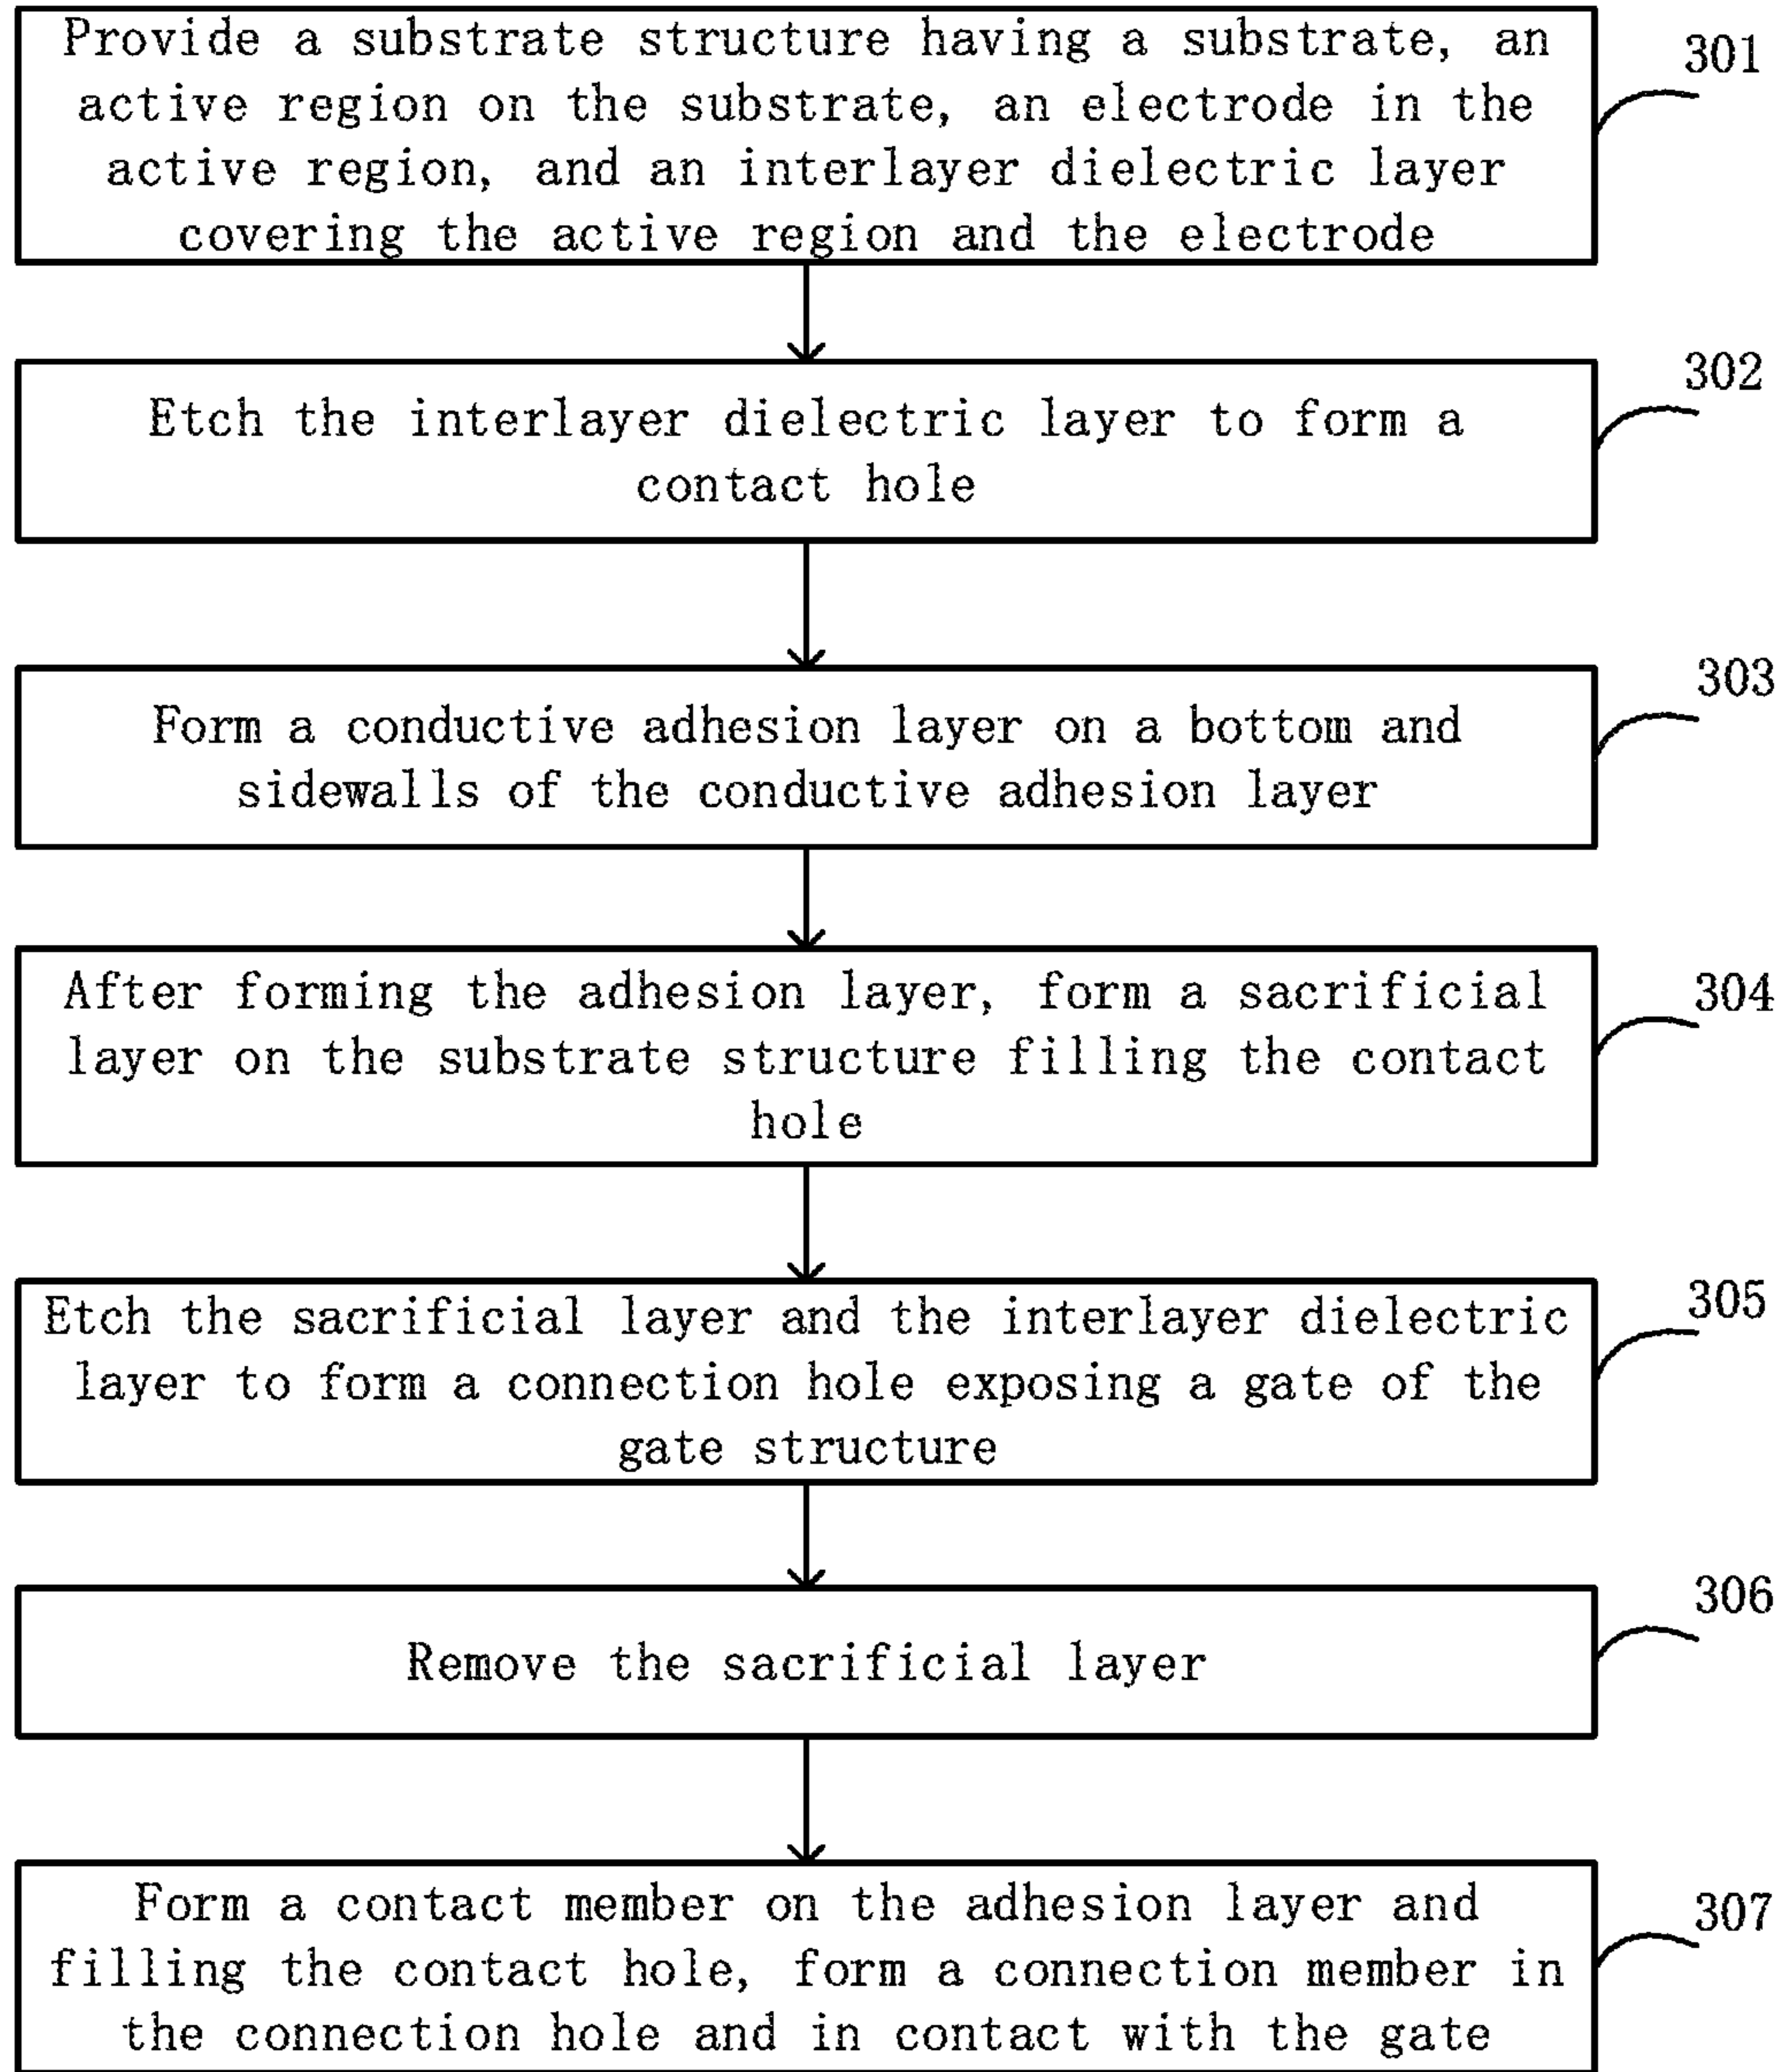 Provide a substrate structure having a substrate, an
active region on the substrate, an electrode in the
active region, and an interlayer dielectric layer
covering the active region and the electrode
301
Etch the interlayer dielectric layer to form a
contact hole
302
Form a conductive adhesion layer on a bottom and
sidewalls of the conductive adhesion layer
303
After forming the adhesion layer, form a sacrificial
layer on the substrate structure filling the contact
hole
304
Etch the sacrificial layer and the interlayer dielectric
layer to form a connection hole exposing a gate of the
gate structure
305
Remove the sacrificial layer
306
Form a contact member on the adhesion layer and
filling the contact hole, form a connection member in
the connection hole and in contact with the gate
307